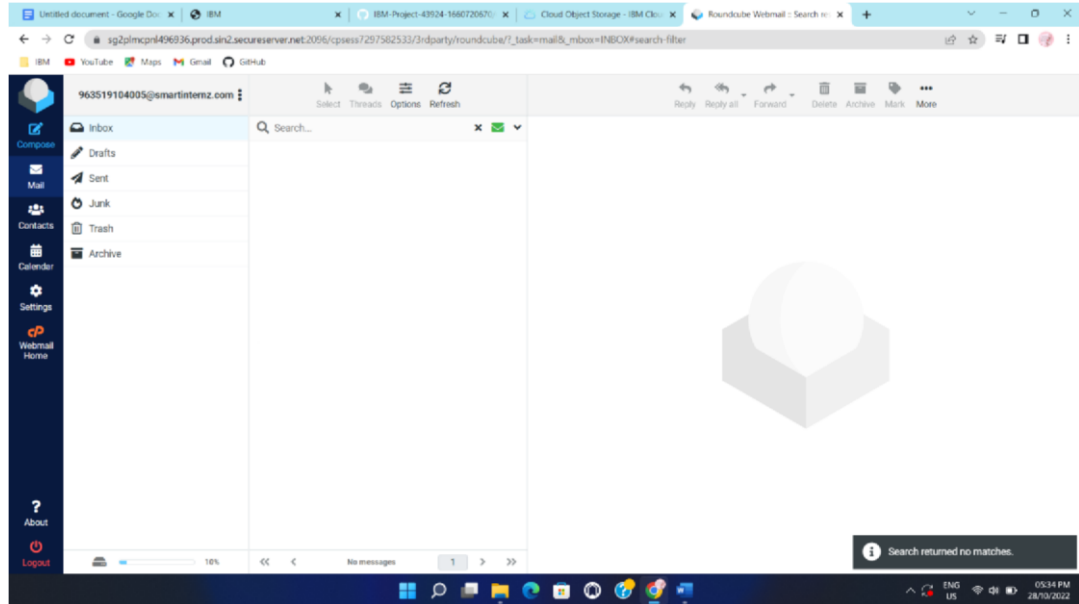 Untitled document - Google Doc
IBM
IBM-Project-43924-1660720670/
Cloud Object Storage - IBM Clou
Roundcube Webmail :: Search re
sg2plmcpnl496936.prod.sin2.secureserver.net:2096/cpsess7297582533/3rdparty/roundcube/?_task=mail&_mbox=INBOX#search-filter
IBM YouTube Maps Gmail GitHub
963519104005@smartinternz.com
Select Threads Options Refresh
Reply Reply all Forward Delete Archive Mark More
Compose
Mail
Contacts
Calendar
Settings
cP
Webmail
Home
About
Logout
Inbox
Drafts
Sent
Junk
Trash
Archive
10%
Search...
No messages 1
Search returned no matches.
ENG
US
05:34 PM
28/10/2022